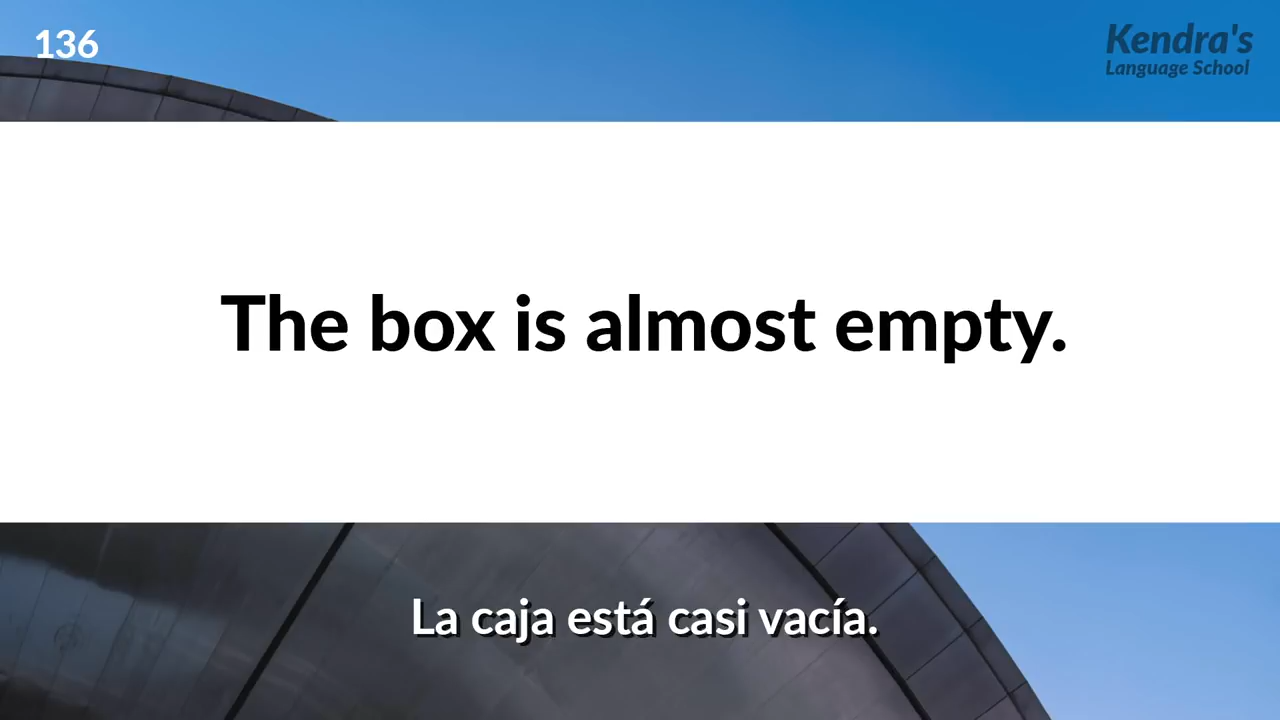 136
Kendra's
Language School
The box is almost empty.
La caja está casi vacía.